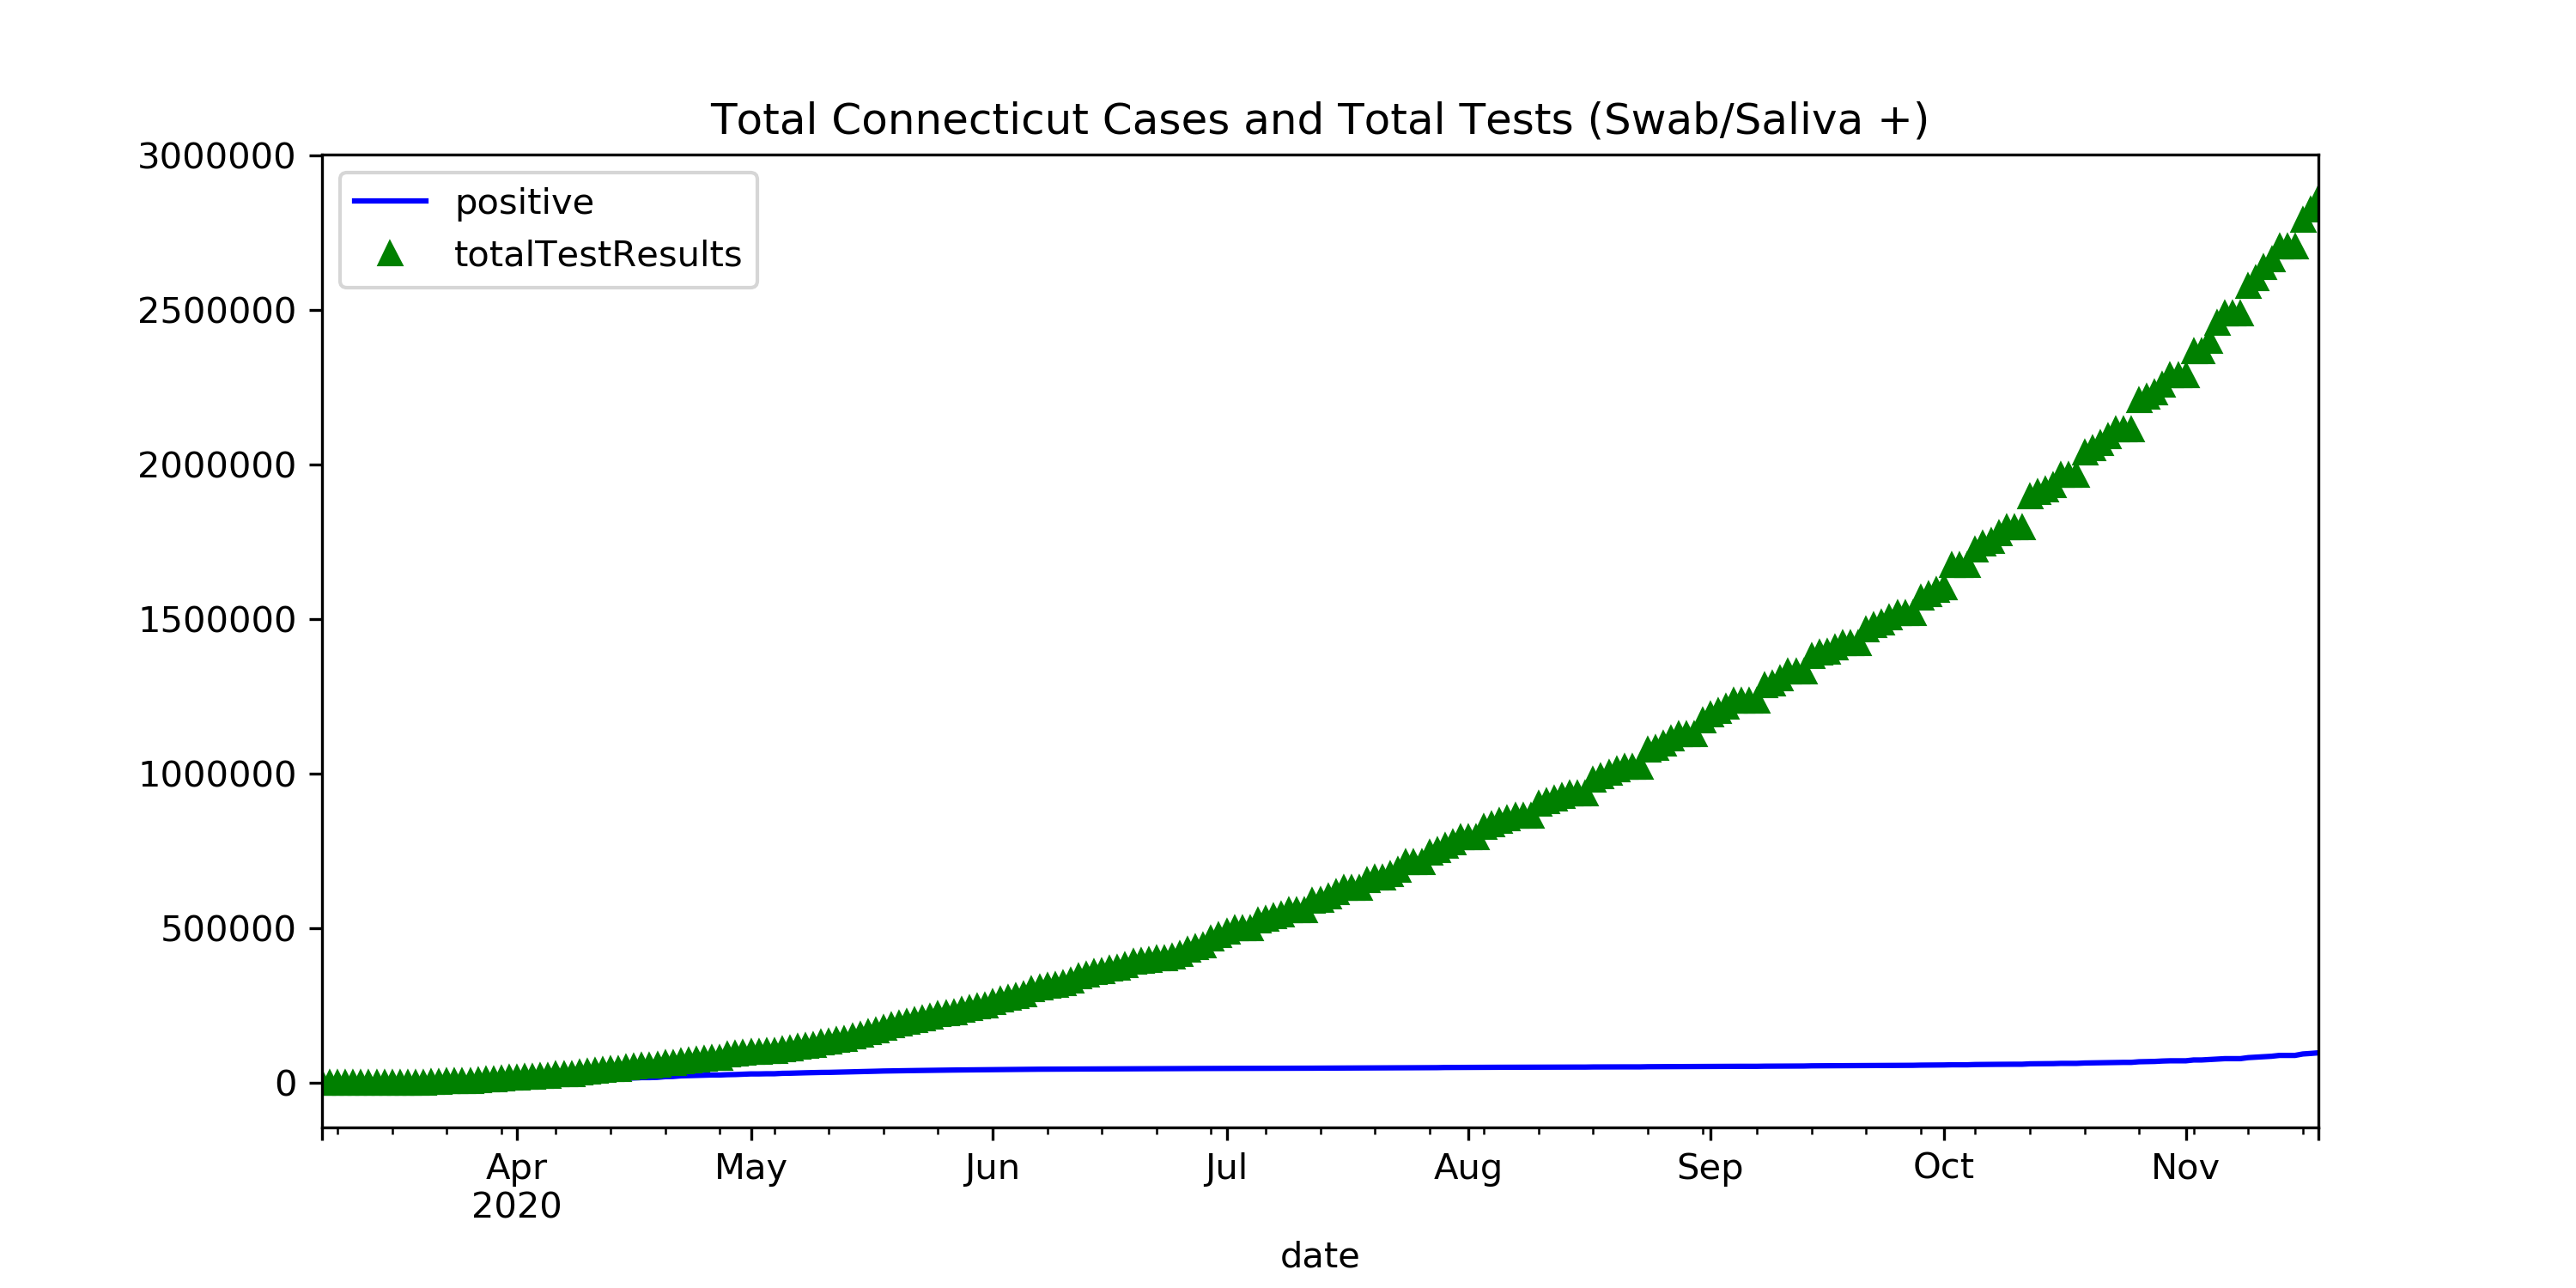 Total Connecticut Cases and Total Tests (Swab/Saliva +)
3000000
2500000
2000000
1500000
1000000
500000
0
positive
totalTestResults
Apr May Jun Jul Aug Sep Oct Nov
2020
date